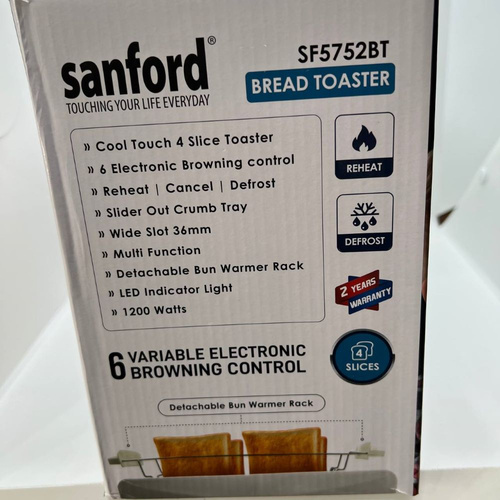 sanford®
TOUCHING YOUR LIFE EVERYDAY
SF5752BT
BREAD TOASTER
» Cool Touch 4 Slice Toaster
» 6 Electronic Browning control
» Reheat | Cancel | Defrost
» Slider Out Crumb Tray
» Wide Slot 36mm
» Multi Function
» Detachable Bun Warmer Rack
» LED Indicator Light
» 1200 Watts
REHEAT
DEFROST
2 YEARS
WARRANTY
6 VARIABLE ELECTRONIC
BROWNING CONTROL
4
SLICES
Detachable Bun Warmer Rack